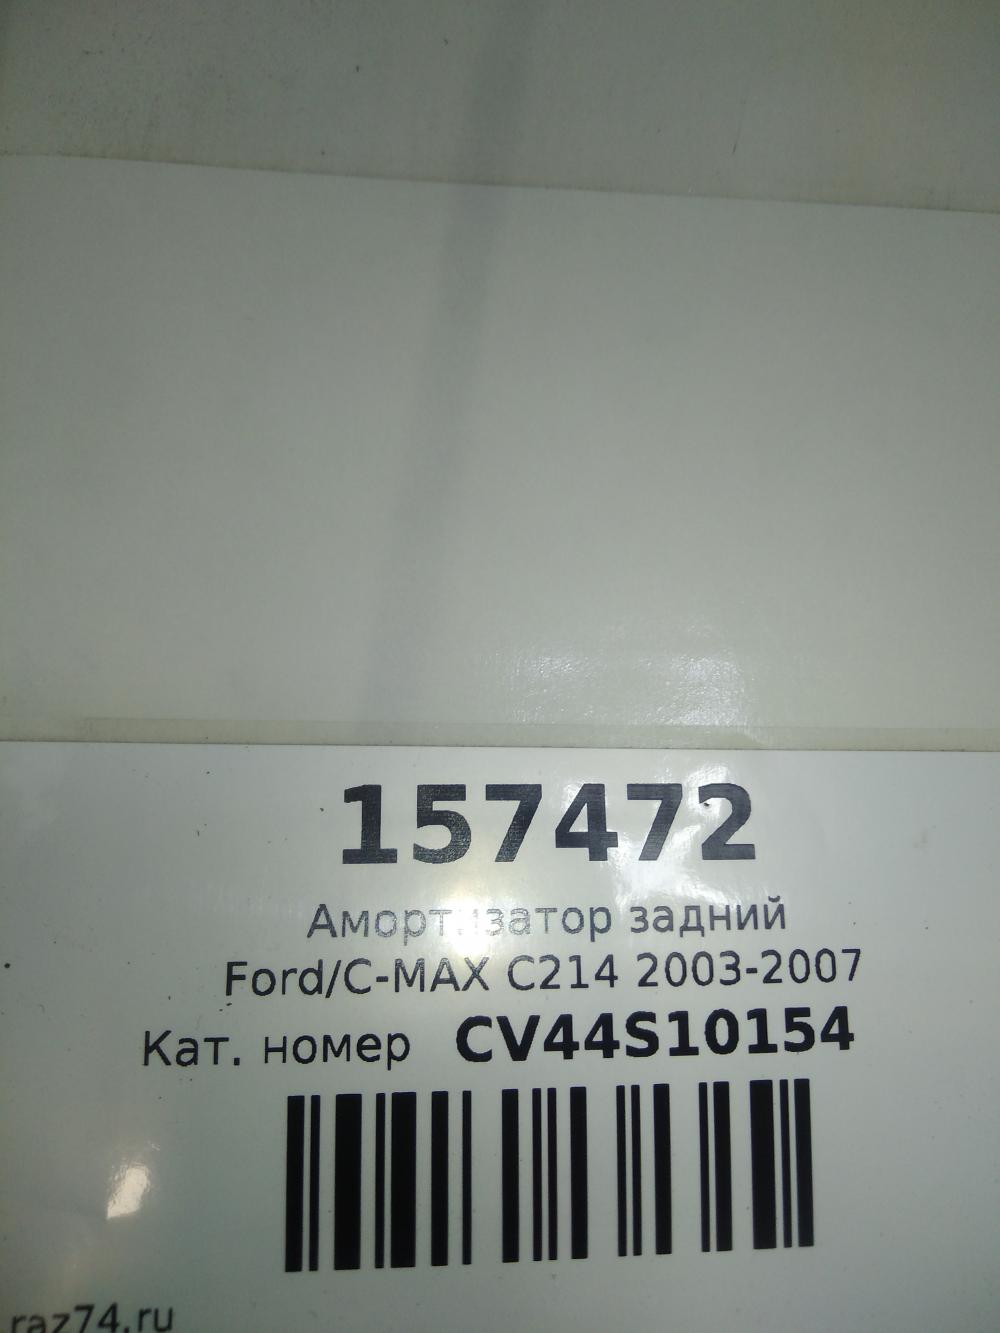 157472
Амортизатор задний
Ford/C-MAX C214 2003-2007
Кат. номер CV44S10154
raz74.ru